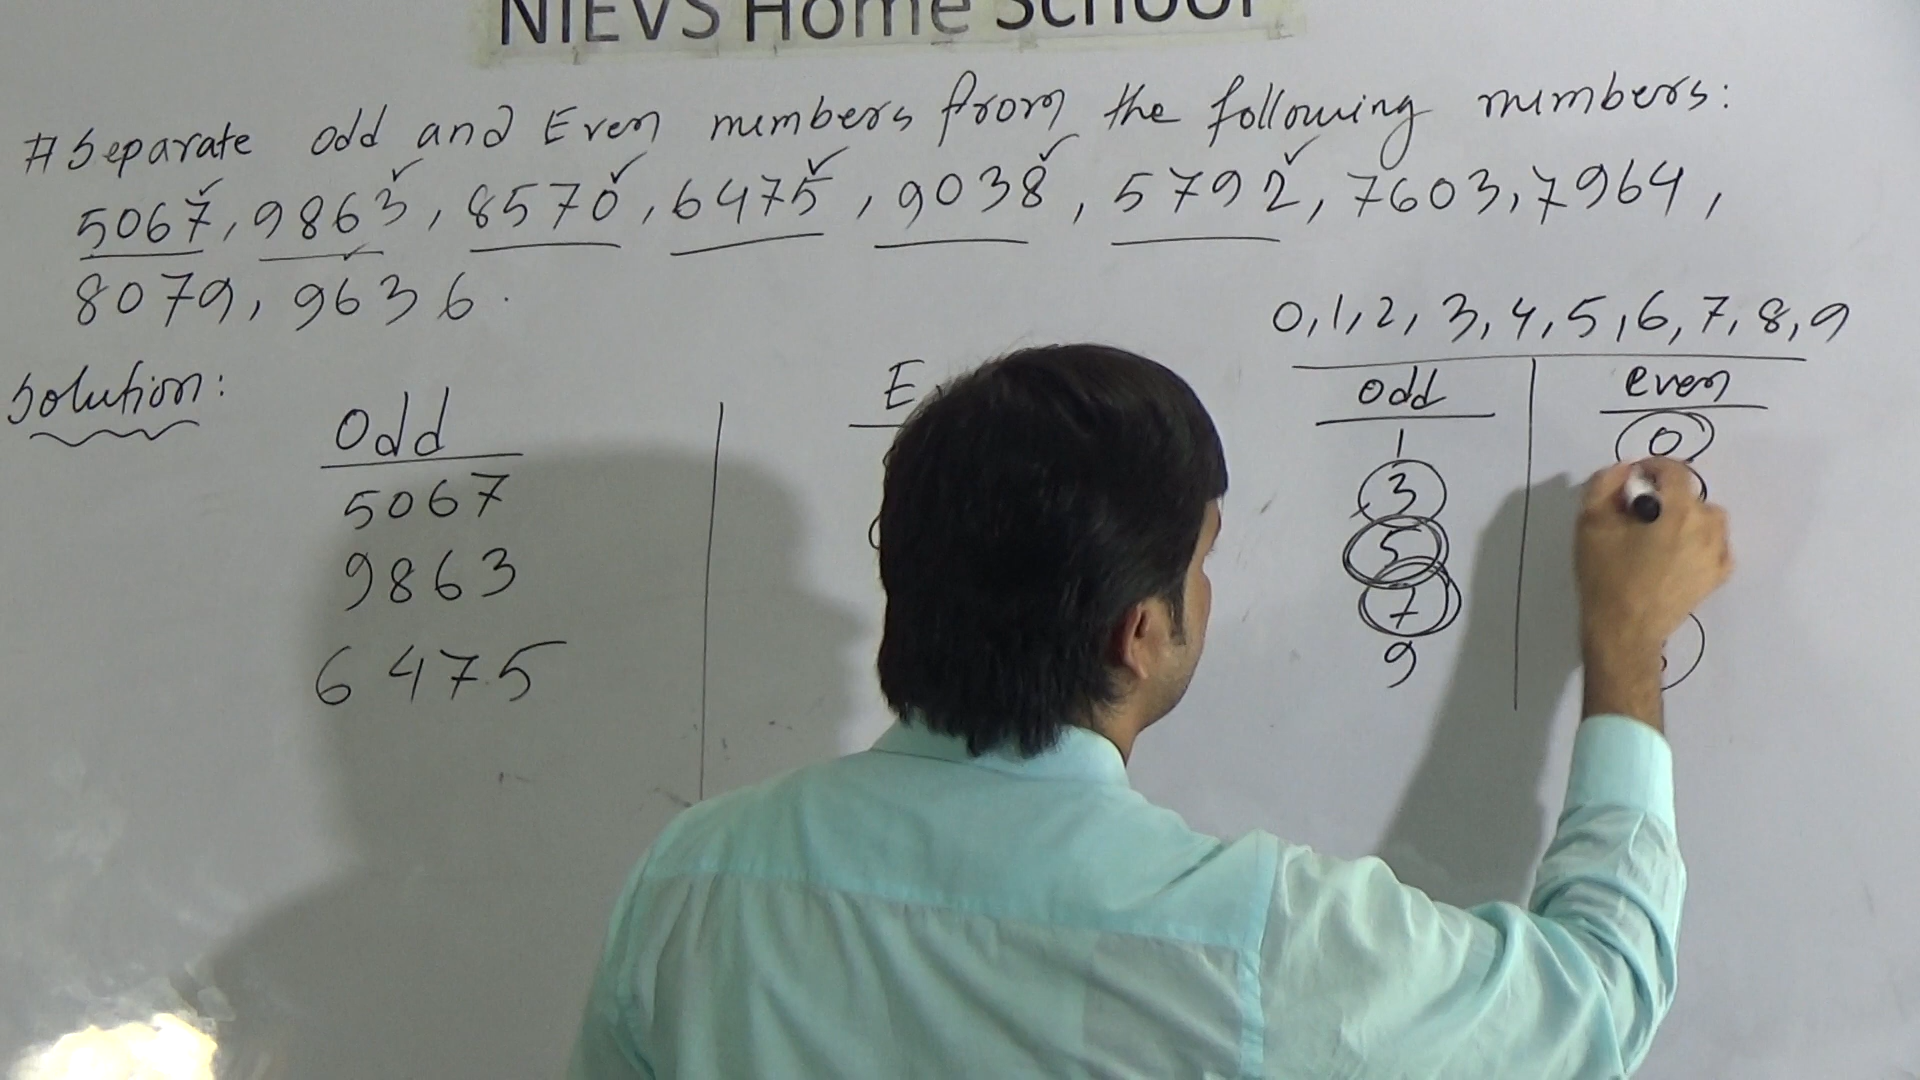 NIEVS Home School
# Separate odd and Even numbers from the following numbers:
5067, 9863, 8570, 6475, 9038, 5792, 7603, 7964,
8079, 9636.
Solution:
Odd
5067
9863
6475
E
0,1,2,3,4,5,6,7,8,9
odd
1
3
5
7
9
even
0